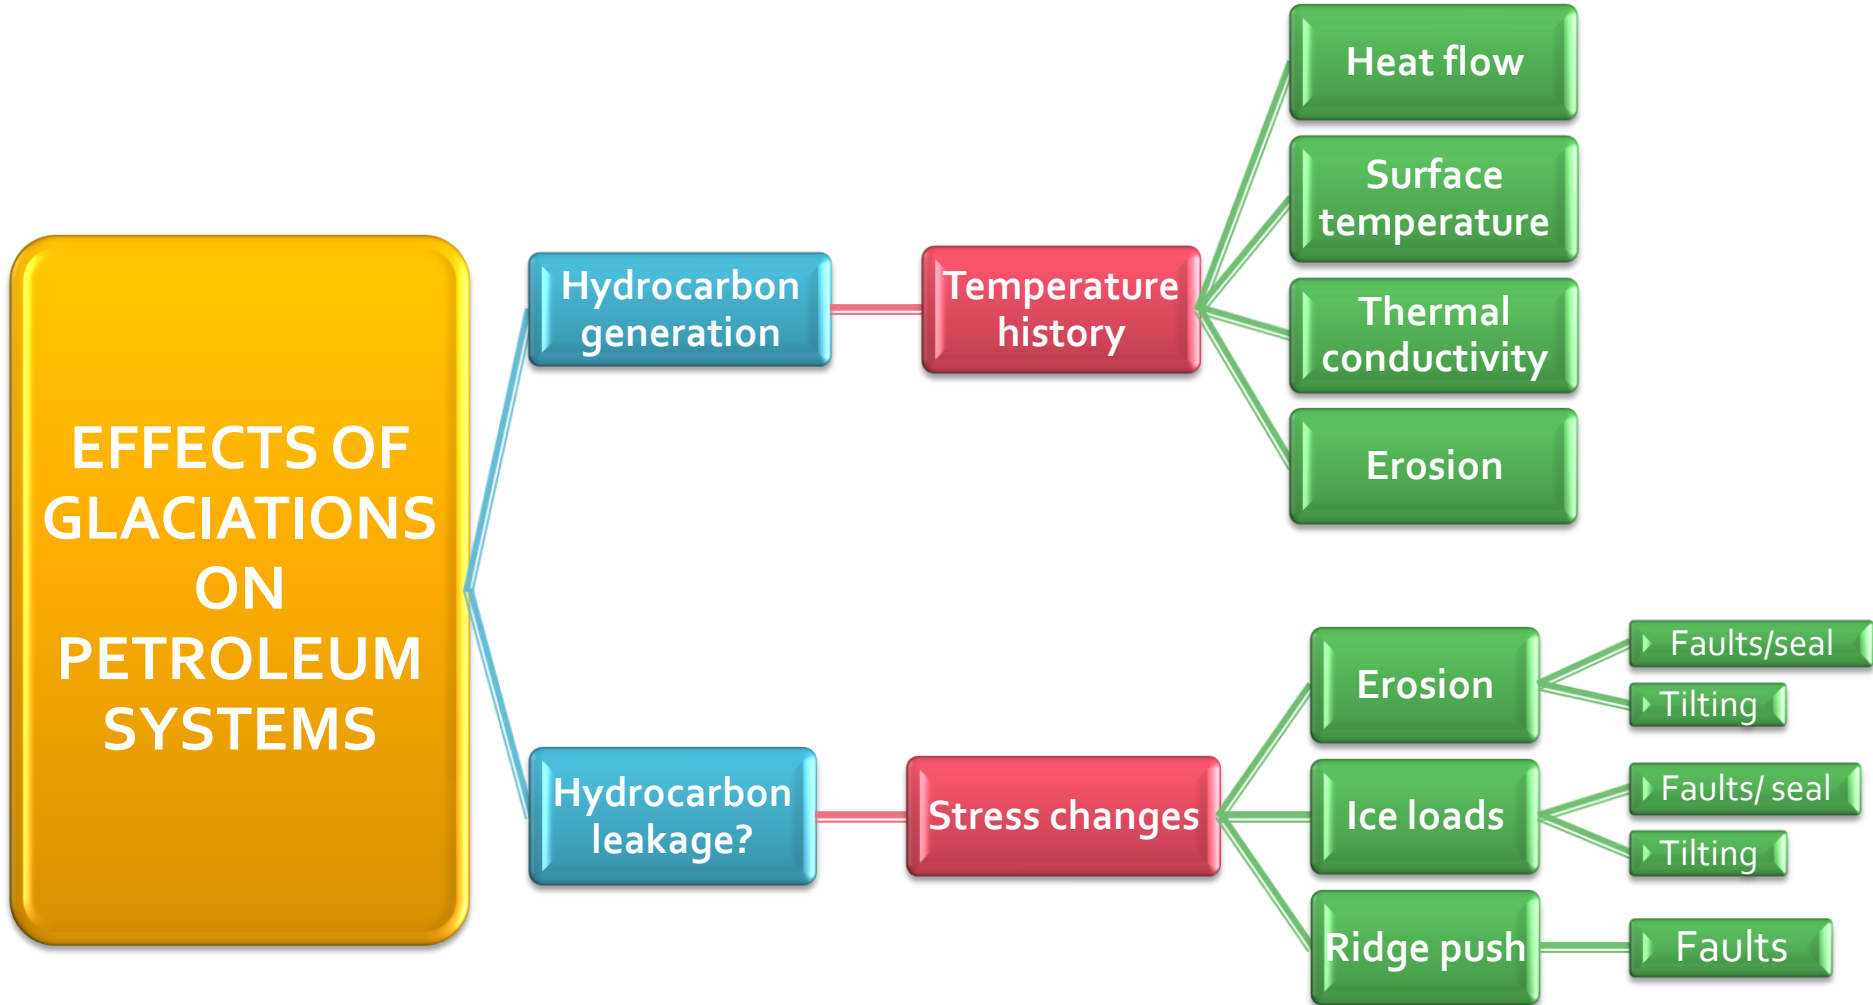 EFFECTS OF
GLACIATIONS
ON
PETROLEUM
SYSTEMS
Hydrocarbon
generation
Temperature
history
Heat flow
Surface
temperature
Thermal
conductivity
Erosion
Hydrocarbon
leakage?
Stress changes
Erosion
Faults/seal
Tilting
Ice loads
Faults/ seal
Tilting
Ridge push
Faults